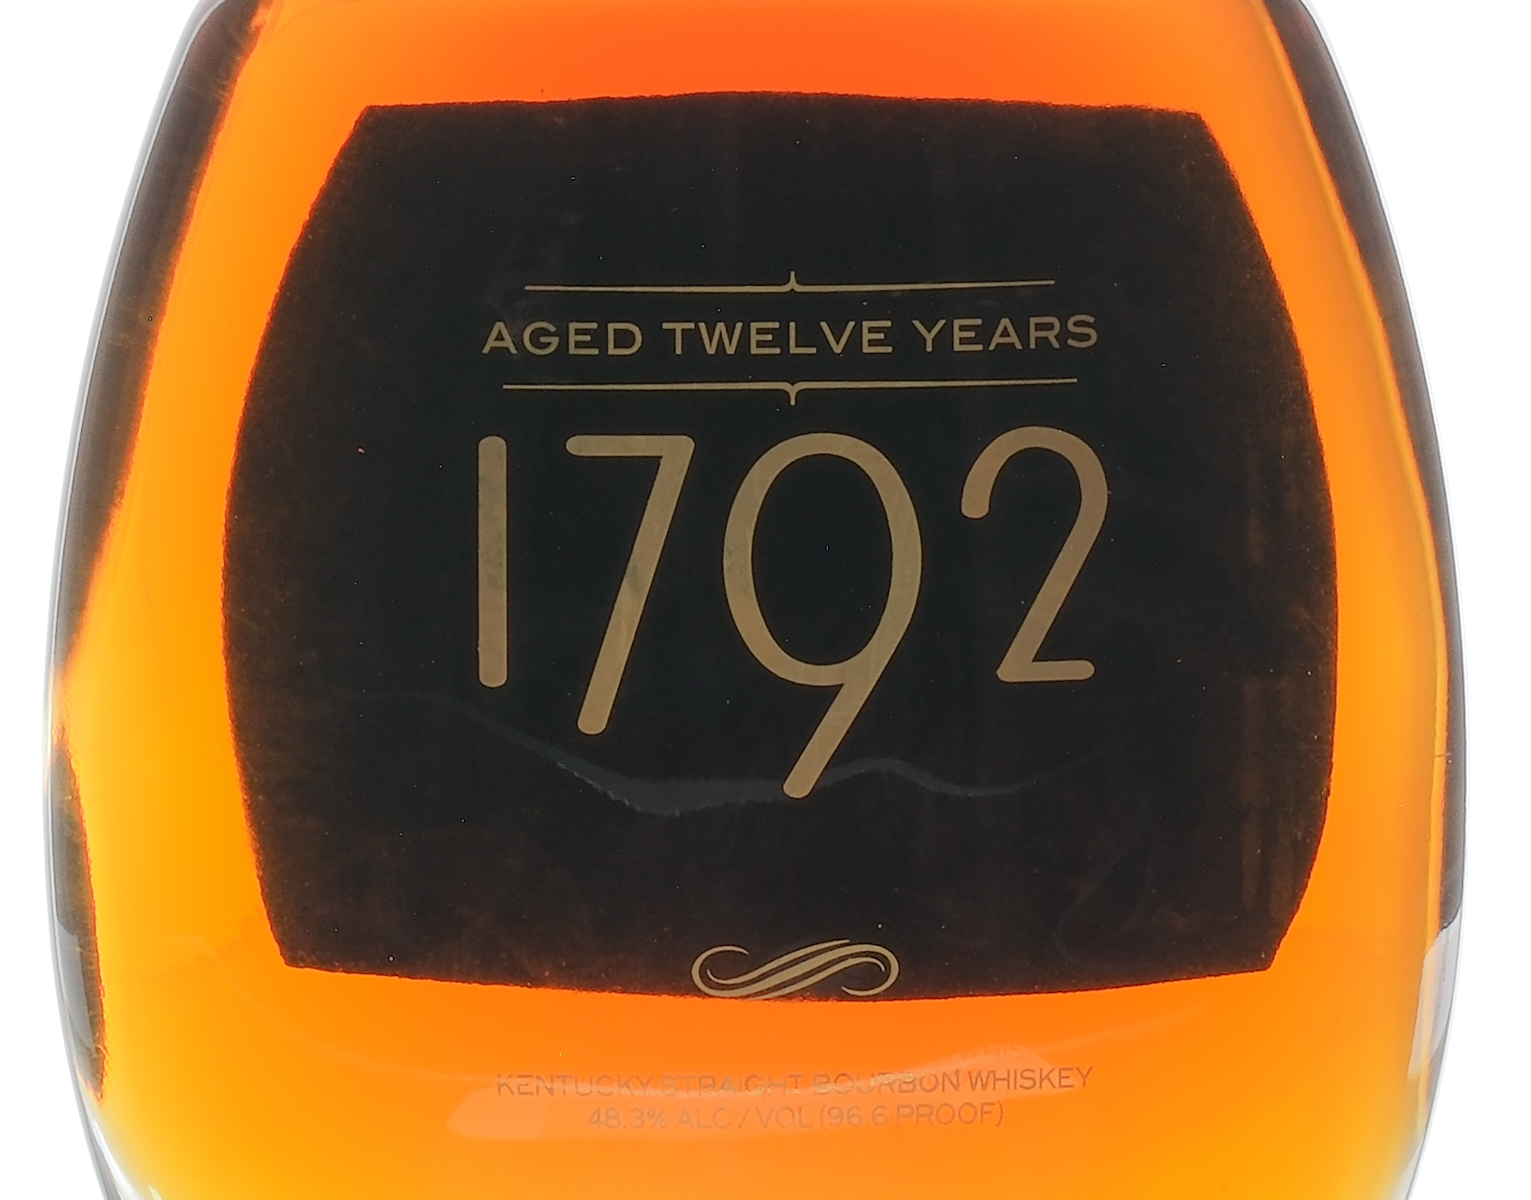 AGED TWELVE YEARS
1792
KENTUCKY STRAIGHT BOURBON WHISKEY
48.3% ALC / VOL (96.6 PROOF)